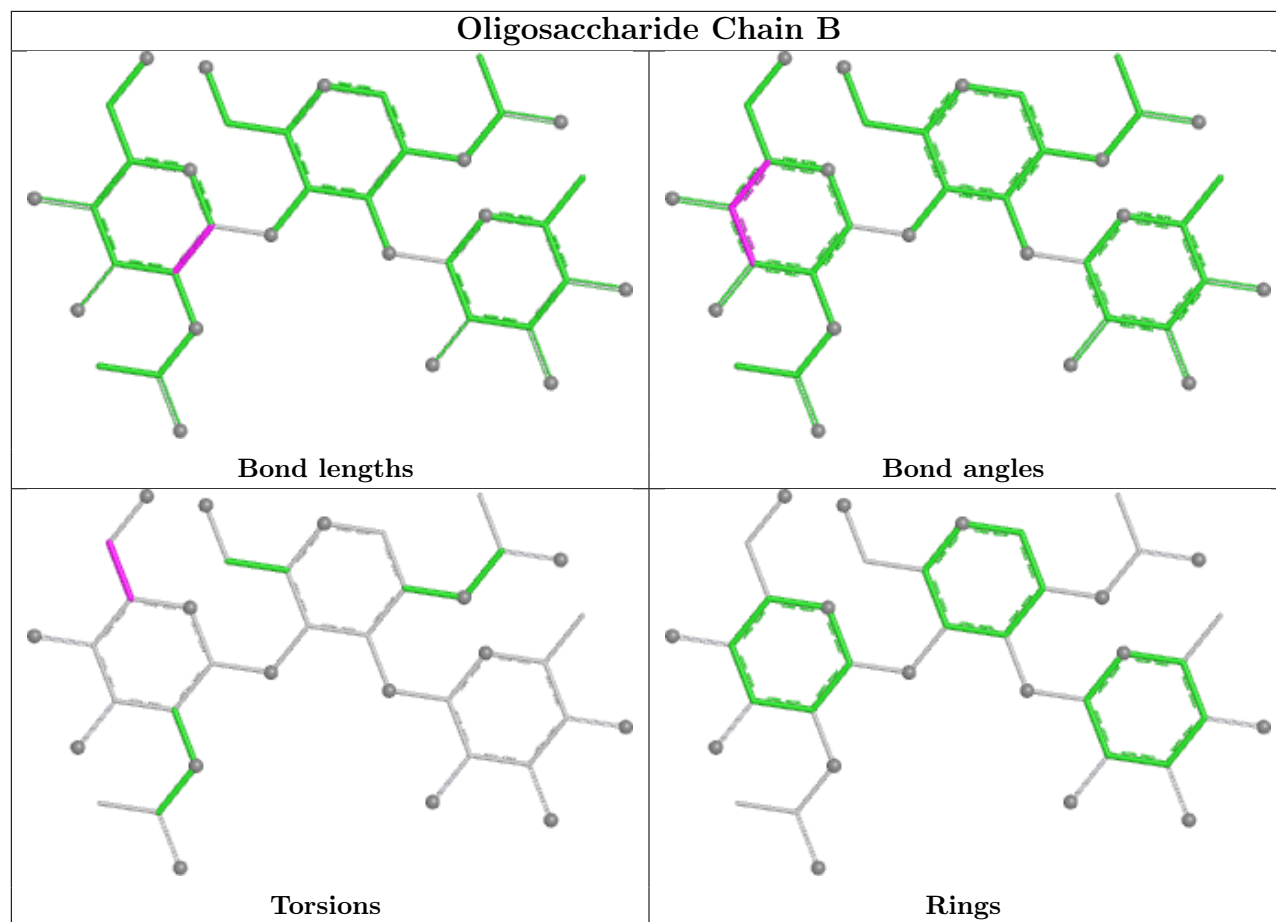 Oligosaccharide Chain B
Bond lengths
Bond angles
Torsions
Rings